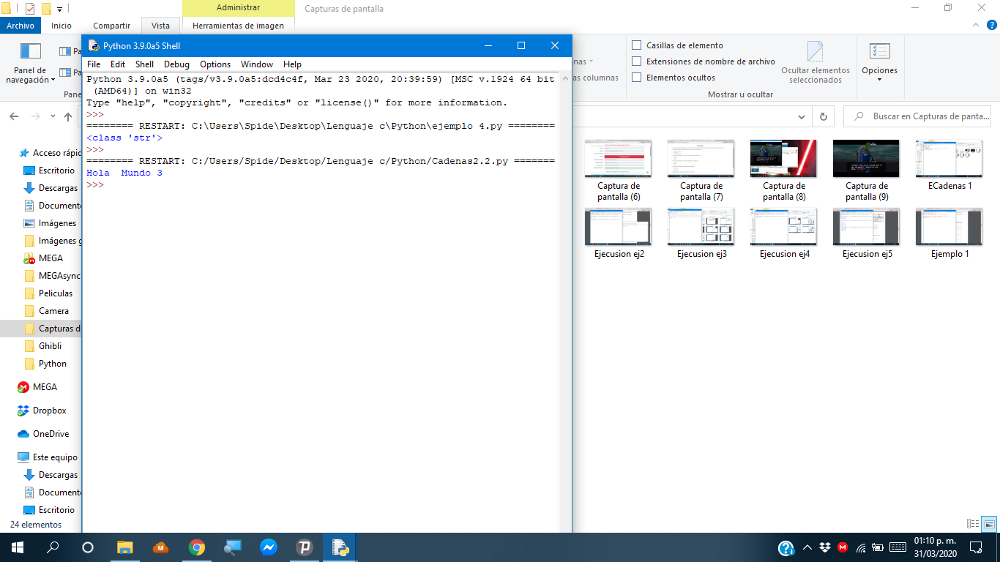 Administrar
Capturas de pantalla
Archivo
Inicio
Compartir
Vista
Herramientas de imagen
Panel de
navegación
Pa
Pa
Pane
Python 3.9.0a5 Shell
File Edit Shell Debug Options Window Help
Python 3.9.0a5 (tags/v3.9.0a5:dcd4c4f, Mar 23 2020, 20:39:59) [MSC v.1924 64 bit
(AMD64)] on win32
Type "help", "copyright", "credits" or "license()" for more information.
>>>
======== RESTART: C:\Users\Spide\Desktop\Lenguaje c\Python\ejemplo 4.py ========
<class 'str'>
>>>
======== RESTART: C:/Users/Spide/Desktop/Lenguaje c/Python/Cadenas2.2.py =======
Hola  Mundo 3
>>>
nas
as columnas
Casillas de elemento
Extensiones de nombre de archivo
Elementos ocultos
Ocultar elementos
seleccionados
Opciones
Mostrar u ocultar
Buscar en Capturas de panta...
Acceso rápid
Escritorio
Descargas
Documento
Imágenes
Imágenes g
MEGA
MEGAsync
Peliculas
Camera
Capturas d
Ghibli
Python
MEGA
Dropbox
OneDrive
Este equipo
Descargas
Documento
Escritorio
24 elementos
Captura de
pantalla (6)
Captura de
pantalla (7)
Captura de
pantalla (8)
Captura de
pantalla (9)
ECadenas 1
Ejecusion ej2
Ejecusion ej3
Ejecusion ej4
Ejecusion ej5
Ejemplo 1
01:10 p. m.
31/03/2020